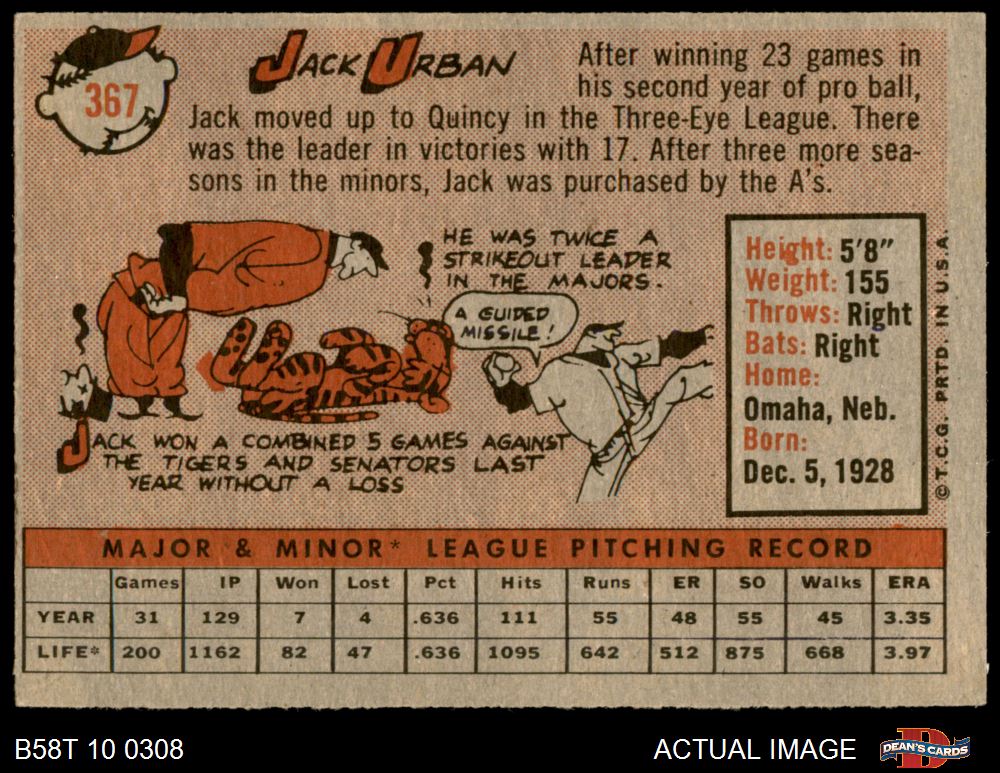 367
JACK URBAN
After winning 23 games in
his second year of pro ball,
Jack moved up to Quincy in the Three-Eye League. There
was the leader in victories with 17. After three more sea-
sons in the minors, Jack was purchased by the A's.
HE WAS TWICE A
STRIKEOUT LEADER
IN THE MAJORS.
A GUIDED
MISSILE!
JACK WON A COMBINED 5 GAMES AGAINST
THE TIGERS AND SENATORS LAST
YEAR WITHOUT A LOSS
Height: 5'8"
Weight: 155
Throws: Right
Bats: Right
Home:
Omaha, Neb.
Born:
Dec. 5, 1928
© T.C.G. PRTD. IN U.S.A.
MAJOR & MINOR* LEAGUE PITCHING RECORD
Games IP Won Lost Pct Hits Runs ER SO Walks ERA
YEAR 31 129 7 4 .636 111 55 48 55 45 3.35
LIFE* 200 1162 82 47 .636 1095 642 512 875 668 3.97
B58T 10 0308
ACTUAL IMAGE
DEAN'S CARDS